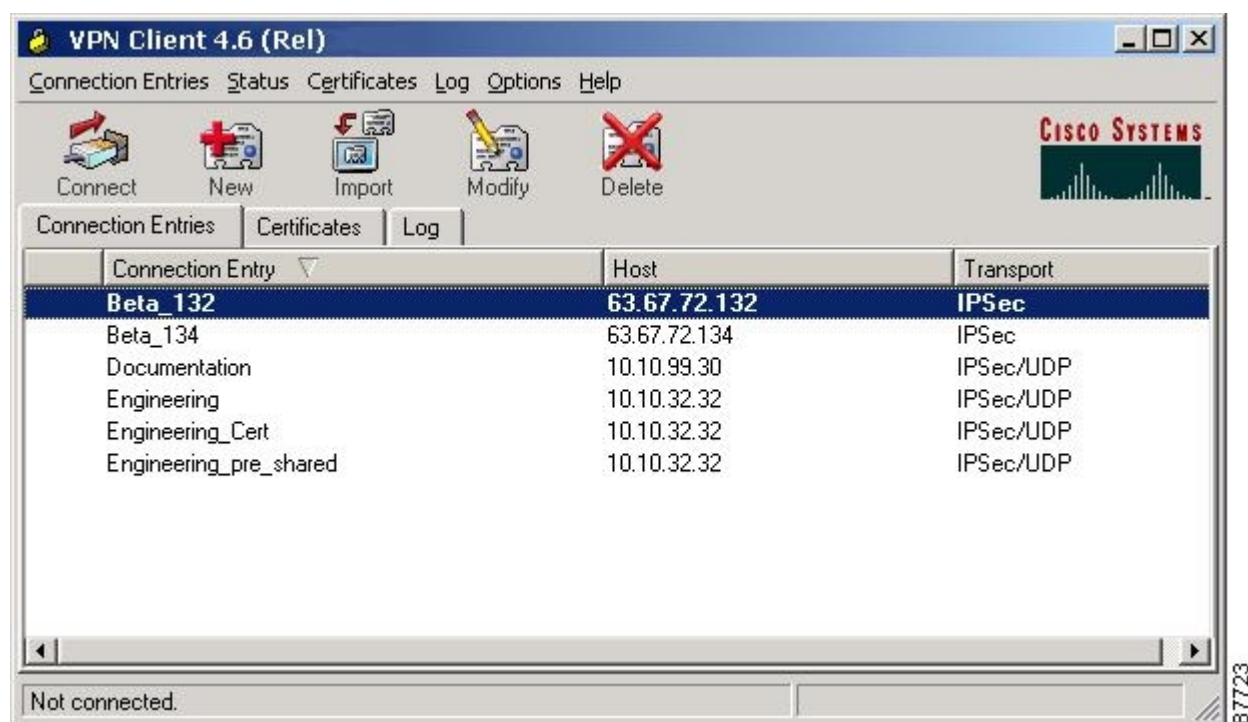 VPN Client 4.6 (Rel)
Connection Entries Status Certificates Log Options Help
Connect New Import Modify Delete
CISCO SYSTEMS
Connection Entries Certificates Log
Connection Entry Host Transport
Beta_132 63.67.72.132 IPSec
Beta_134 63.67.72.134 IPSec
Documentation 10.10.99.30 IPSec/UDP
Engineering 10.10.32.32 IPSec/UDP
Engineering_Cert 10.10.32.32 IPSec/UDP
Engineering_pre_shared 10.10.32.32 IPSec/UDP
Not connected.
87723